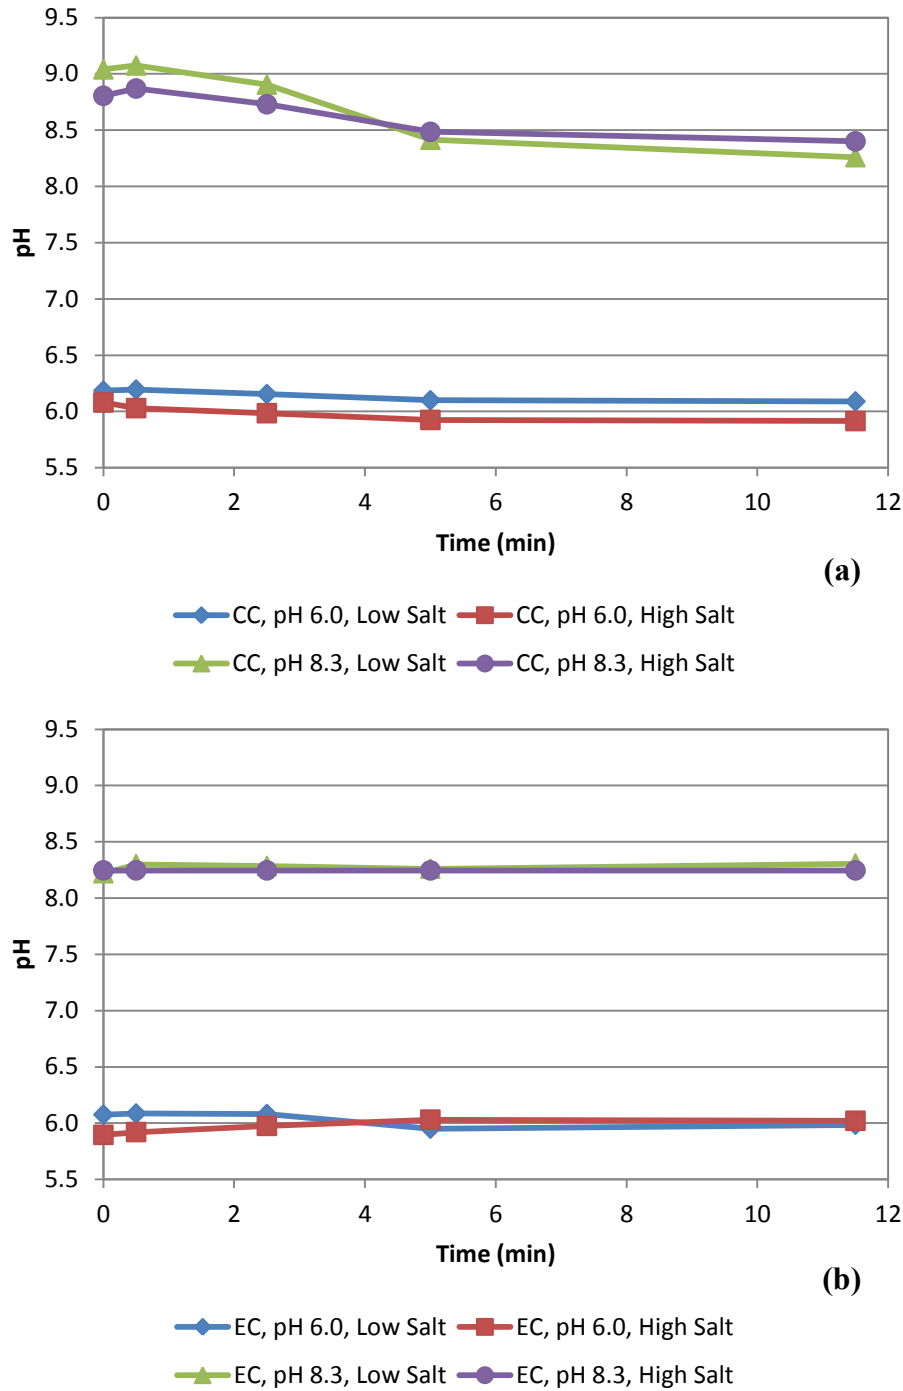 9.5
9.0
8.5
8.0
7.5
7.0
6.5
6.0
5.5
pH
0 2 4 6 8 10 12
Time (min)
(a)
CC, pH 6.0, Low Salt CC, pH 6.0, High Salt
CC, pH 8.3, Low Salt CC, pH 8.3, High Salt
9.5
9.0
8.5
8.0
7.5
7.0
6.5
6.0
5.5
pH
0 2 4 6 8 10 12
Time (min)
(b)
EC, pH 6.0, Low Salt EC, pH 6.0, High Salt
EC, pH 8.3, Low Salt EC, pH 8.3, High Salt